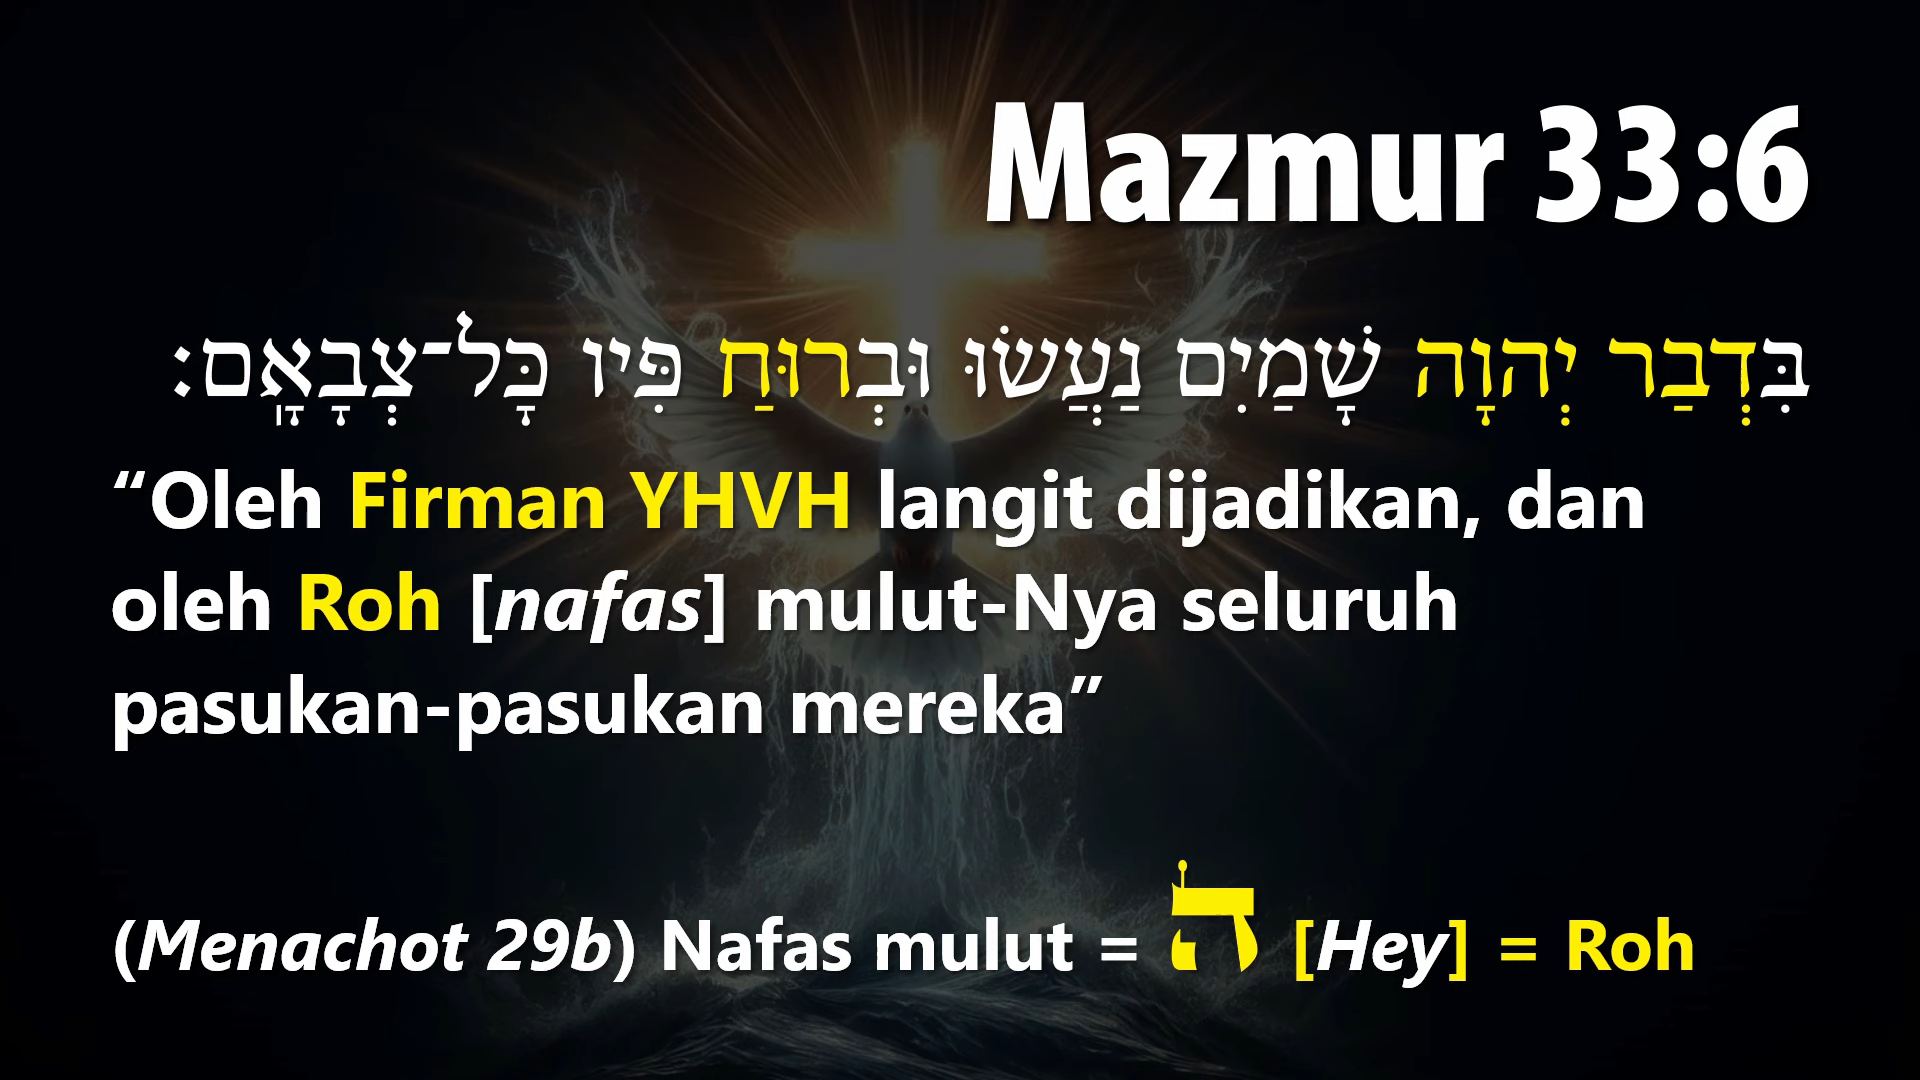 Mazmur 33:6
בִּדְבַר יְהוָה שָׁמַיִם נַעֲשׂוּ וּבְרוּחַ פִּיו כָּל־צְבָאָֽם׃
“Oleh Firman YHVH langit dijadikan, dan
oleh Roh [nafas] mulut-Nya seluruh
pasukan-pasukan mereka”
(Menachot 29b) Nafas mulut = ה [Hey] = Roh